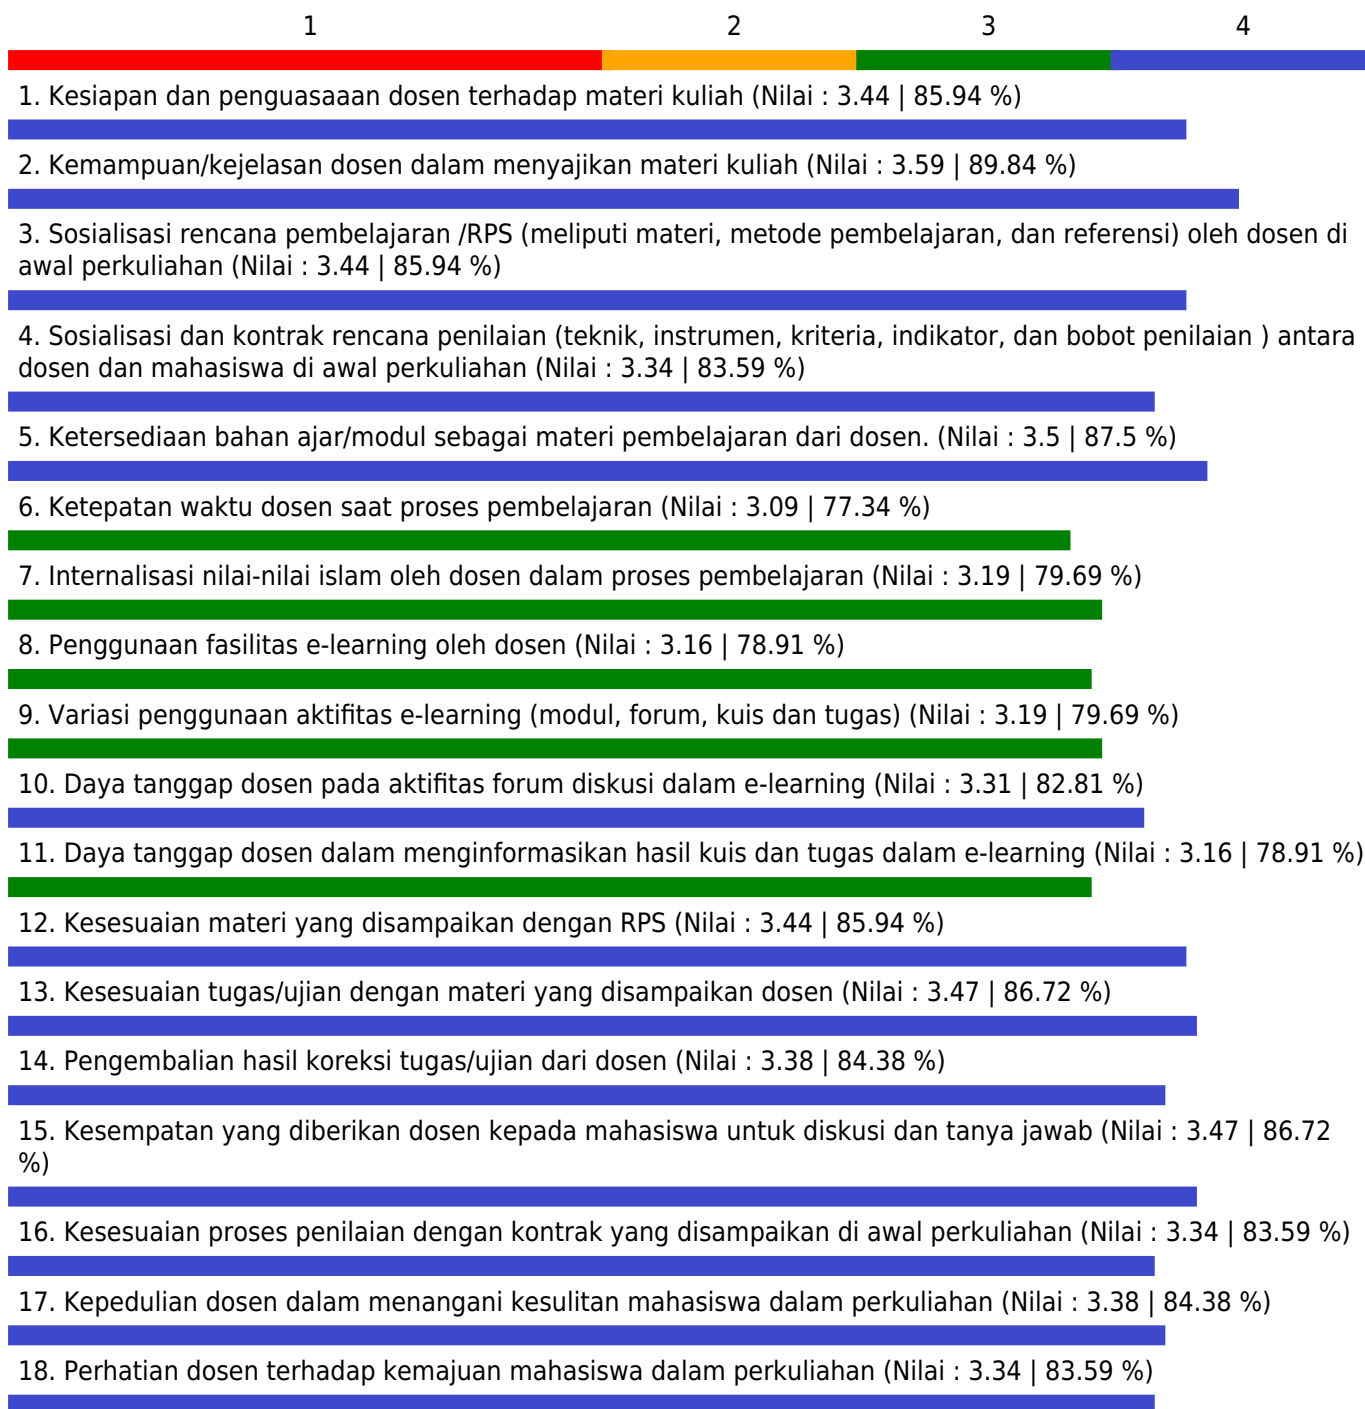 1 2 3 4
1. Kesiapan dan penguasaaan dosen terhadap materi kuliah (Nilai : 3.44 | 85.94 %)
2. Kemampuan/kejelasan dosen dalam menyajikan materi kuliah (Nilai : 3.59 | 89.84 %)
3. Sosialisasi rencana pembelajaran /RPS (meliputi materi, metode pembelajaran, dan referensi) oleh dosen di
awal perkuliahan (Nilai : 3.44 | 85.94 %)
4. Sosialisasi dan kontrak rencana penilaian (teknik, instrumen, kriteria, indikator, dan bobot penilaian ) antara
dosen dan mahasiswa di awal perkuliahan (Nilai : 3.34 | 83.59 %)
5. Ketersediaan bahan ajar/modul sebagai materi pembelajaran dari dosen. (Nilai : 3.5 | 87.5 %)
6. Ketepatan waktu dosen saat proses pembelajaran (Nilai : 3.09 | 77.34 %)
7. Internalisasi nilai-nilai islam oleh dosen dalam proses pembelajaran (Nilai : 3.19 | 79.69 %)
8. Penggunaan fasilitas e-learning oleh dosen (Nilai : 3.16 | 78.91 %)
9. Variasi penggunaan aktifitas e-learning (modul, forum, kuis dan tugas) (Nilai : 3.19 | 79.69 %)
10. Daya tanggap dosen pada aktifitas forum diskusi dalam e-learning (Nilai : 3.31 | 82.81 %)
11. Daya tanggap dosen dalam menginformasikan hasil kuis dan tugas dalam e-learning (Nilai : 3.16 | 78.91 %)
12. Kesesuaian materi yang disampaikan dengan RPS (Nilai : 3.44 | 85.94 %)
13. Kesesuaian tugas/ujian dengan materi yang disampaikan dosen (Nilai : 3.47 | 86.72 %)
14. Pengembalian hasil koreksi tugas/ujian dari dosen (Nilai : 3.38 | 84.38 %)
15. Kesempatan yang diberikan dosen kepada mahasiswa untuk diskusi dan tanya jawab (Nilai : 3.47 | 86.72
%)
16. Kesesuaian proses penilaian dengan kontrak yang disampaikan di awal perkuliahan (Nilai : 3.34 | 83.59 %)
17. Kepedulian dosen dalam menangani kesulitan mahasiswa dalam perkuliahan (Nilai : 3.38 | 84.38 %)
18. Perhatian dosen terhadap kemajuan mahasiswa dalam perkuliahan (Nilai : 3.34 | 83.59 %)